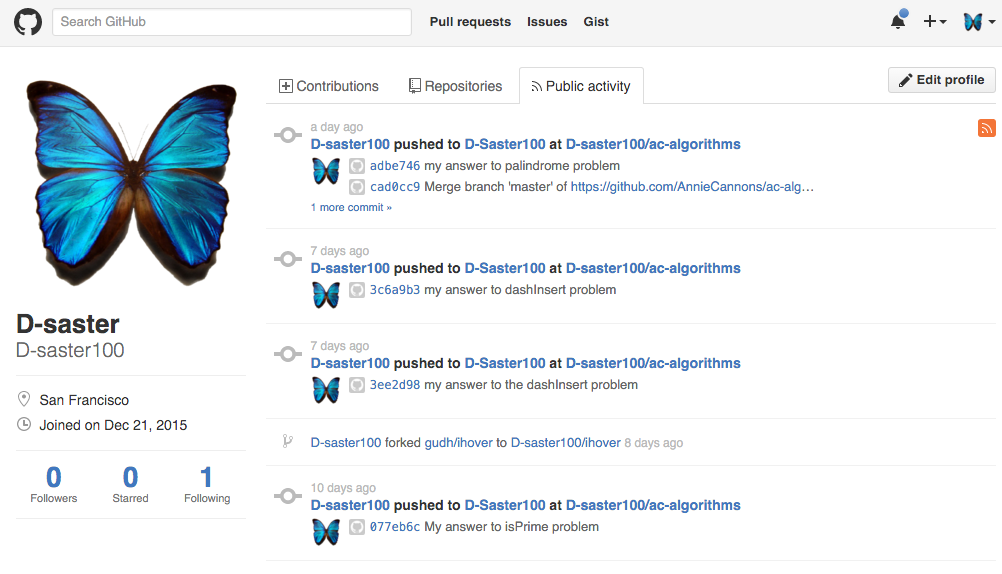 Search GitHub
Pull requests
Issues
Gist
Contributions
Repositories
Public activity
Edit profile
D-saster
D-saster100
San Francisco
Joined on Dec 21, 2015
0
Followers
0
Starred
1
Following
a day ago
D-saster100 pushed to D-Saster100 at D-saster100/ac-algorithms
adbe746 my answer to palindrome problem
cad0cc9 Merge branch 'master' of https://github.com/AnnieCannons/ac-alg…
1 more commit »
7 days ago
D-saster100 pushed to D-Saster100 at D-saster100/ac-algorithms
3c6a9b3 my answer to dashInsert problem
7 days ago
D-saster100 pushed to D-Saster100 at D-saster100/ac-algorithms
3ee2d98 my answer to the dashInsert problem
D-saster100 forked gudh/ihover to D-saster100/ihover 8 days ago
10 days ago
D-saster100 pushed to D-Saster100 at D-saster100/ac-algorithms
077eb6c My answer to isPrime problem